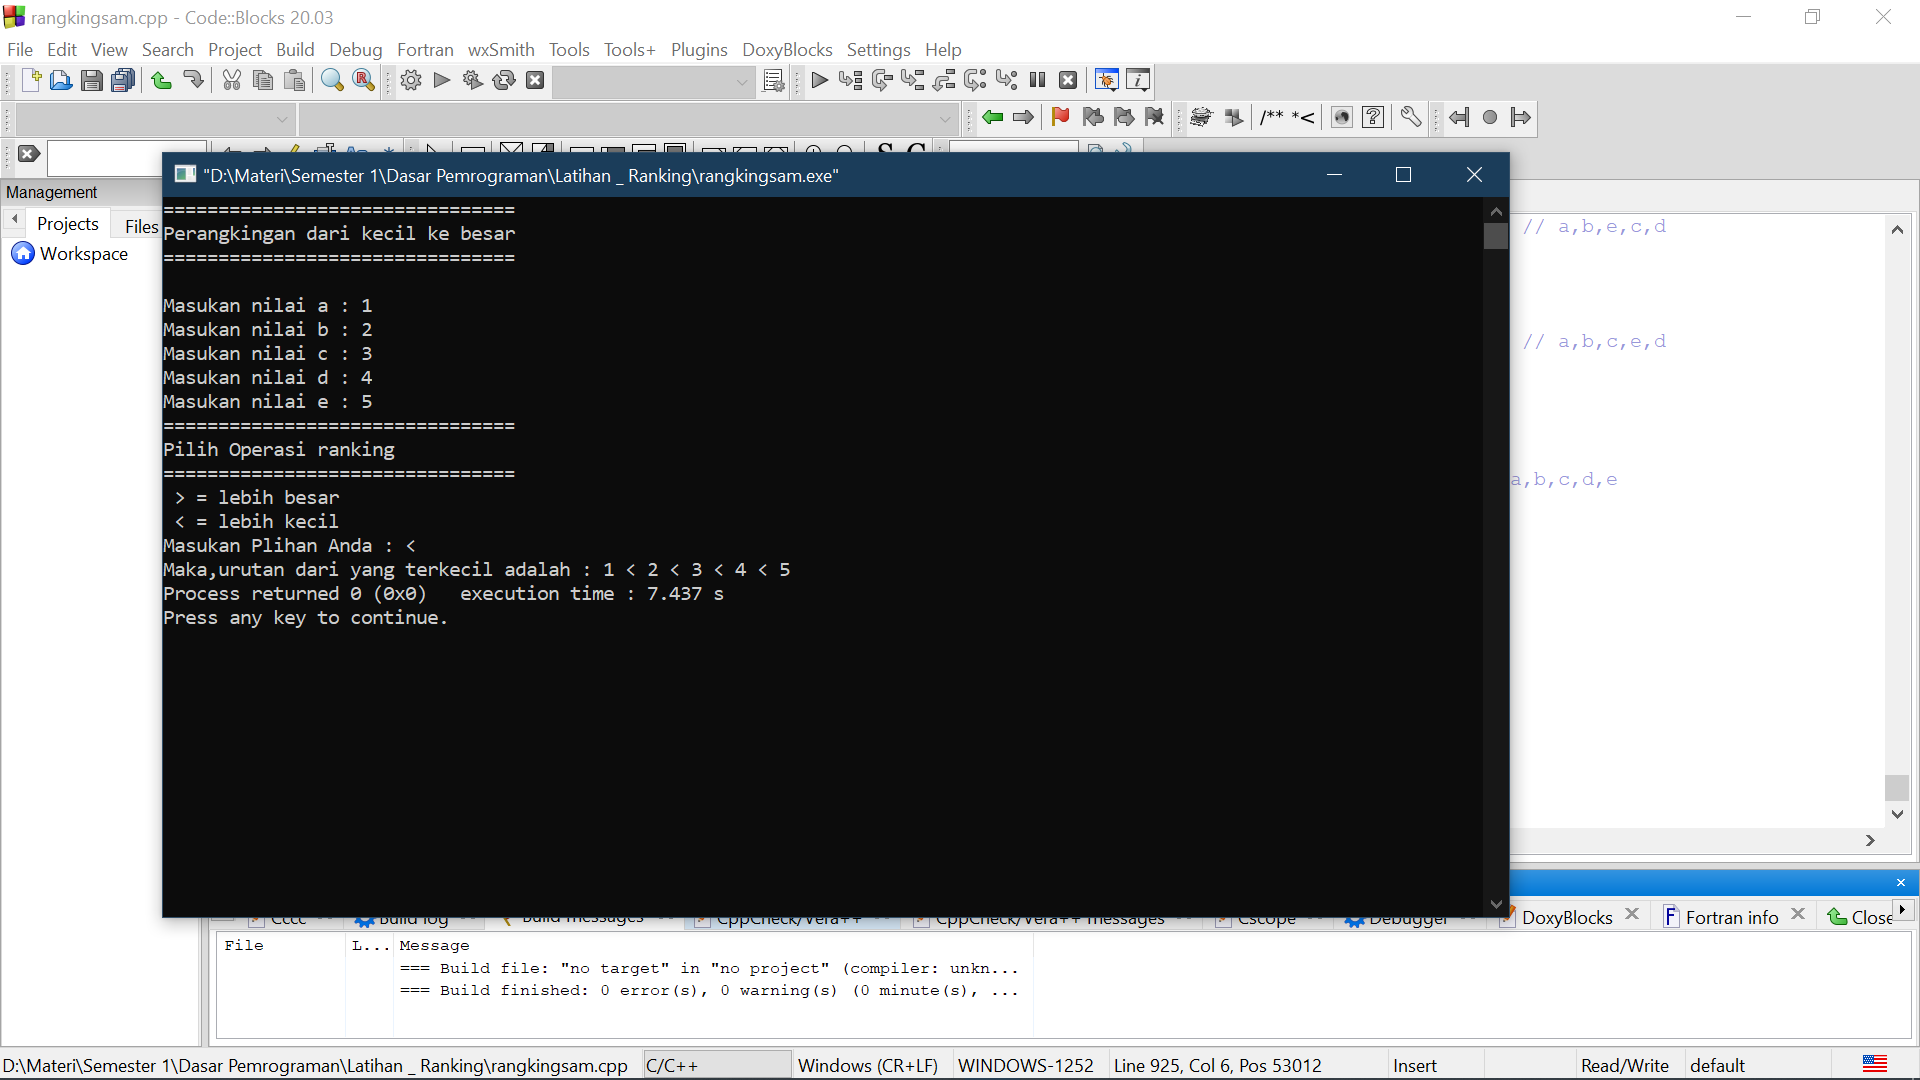 rangkingsam.cpp - Code::Blocks 20.03
File Edit View Search Project Build Debug Fortran wxSmith Tools Tools+ Plugins DoxyBlocks Settings Help
/** *<
Management
Projects Files
Workspace
"D:\Materi\Semester 1\Dasar Pemrograman\Latihan _ Ranking\rangkingsam.exe"
================================
Perangkingan dari kecil ke besar
================================
Masukan nilai a : 1
Masukan nilai b : 2
Masukan nilai c : 3
Masukan nilai d : 4
Masukan nilai e : 5
================================
Pilih Operasi ranking
================================
> = lebih besar
< = lebih kecil
Masukan Plihan Anda : <
Maka,urutan dari yang terkecil adalah : 1 < 2 < 3 < 4 < 5
Process returned 0 (0x0) execution time : 7.437 s
Press any key to continue.
// a,b,e,c,d
// a,b,c,e,d
a,b,c,d,e
Cccc Build log Build messages CppCheck/Vera++ CppCheck/Vera++ messages Cscope Debugger DoxyBlocks Fortran info Close
File L... Message
=== Build file: "no target" in "no project" (compiler: unkn...
=== Build finished: 0 error(s), 0 warning(s) (0 minute(s), ...
D:\Materi\Semester 1\Dasar Pemrograman\Latihan _ Ranking\rangkingsam.cpp C/C++ Windows (CR+LF) WINDOWS-1252 Line 925, Col 6, Pos 53012 Insert Read/Write default